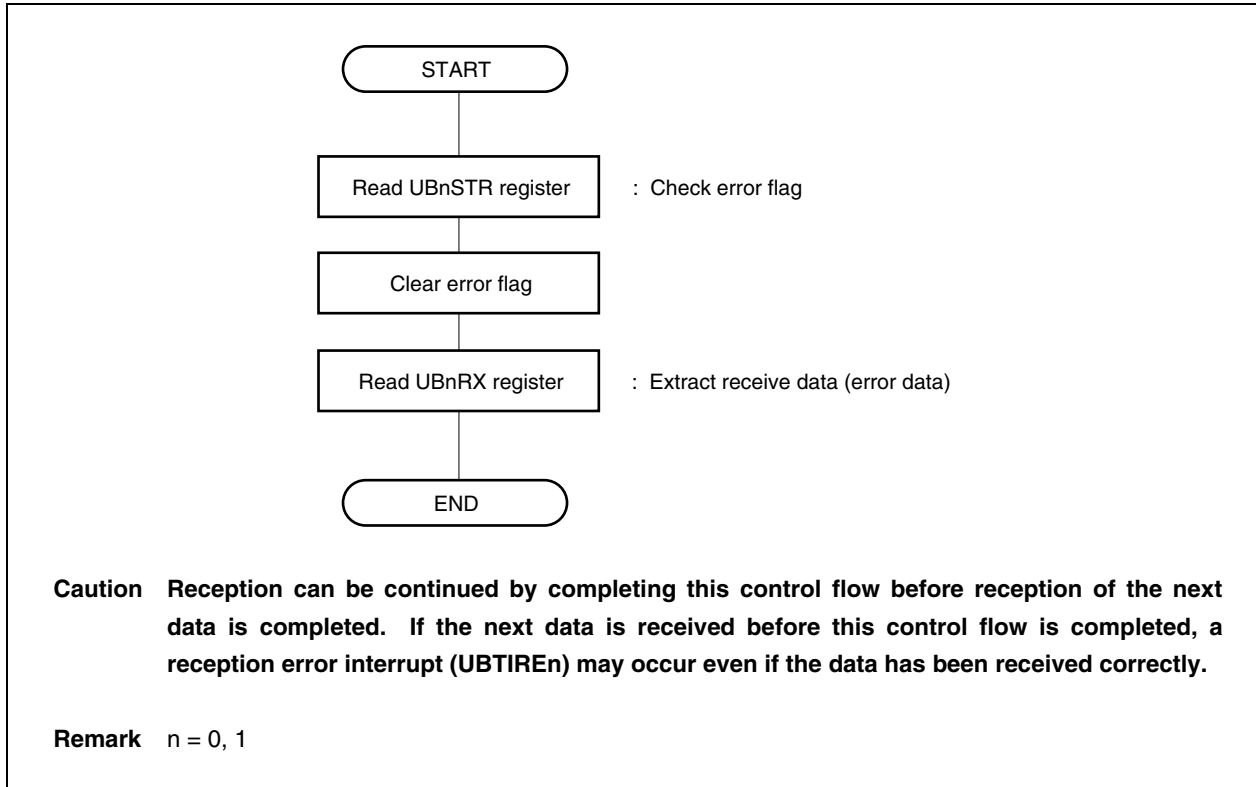 START
Read UBnSTR register : Check error flag
Clear error flag
Read UBnRX register : Extract receive data (error data)
END
Caution Reception can be continued by completing this control flow before reception of the next
data is completed. If the next data is received before this control flow is completed, a
reception error interrupt (UBTIREn) may occur even if the data has been received correctly.
Remark n = 0, 1